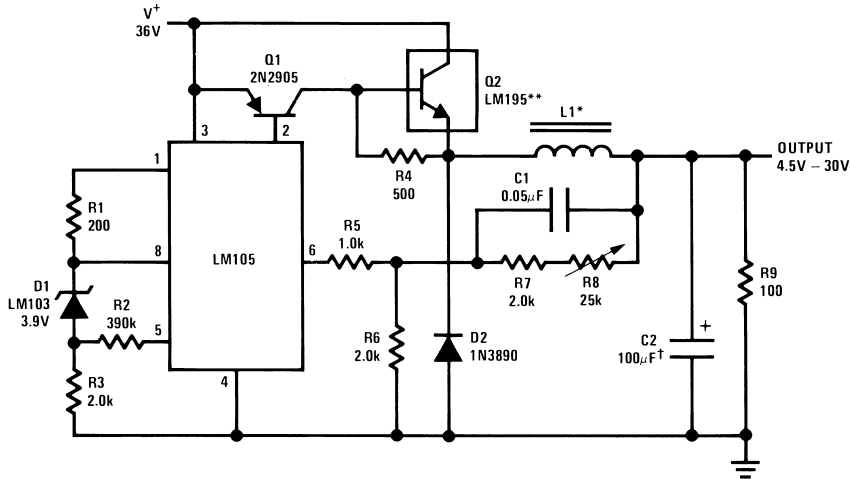 V+
36V
Q1
2N2905
Q2
LM195**
L1*
OUTPUT
4.5V – 30V
3
2
1
R4
500
C1
0.05μF
R1
200
R5
1.0k
8
LM105
6
R7
2.0k
R8
25k
R9
100
D1
LM103
3.9V
R2
390k
5
R6
2.0k
D2
1N3890
C2
100μF†
+
R3
2.0k
4